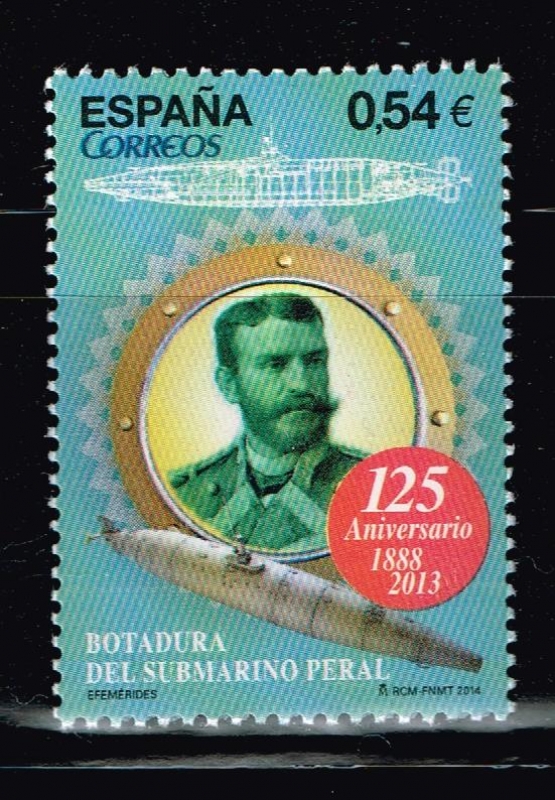 ESPAÑA 0,54 €
CORREOS
125
Aniversario
1888
2013
BOTADURA
DEL SUBMARINO PERAL
EFEMÉRIDES RCM-FNMT 2014